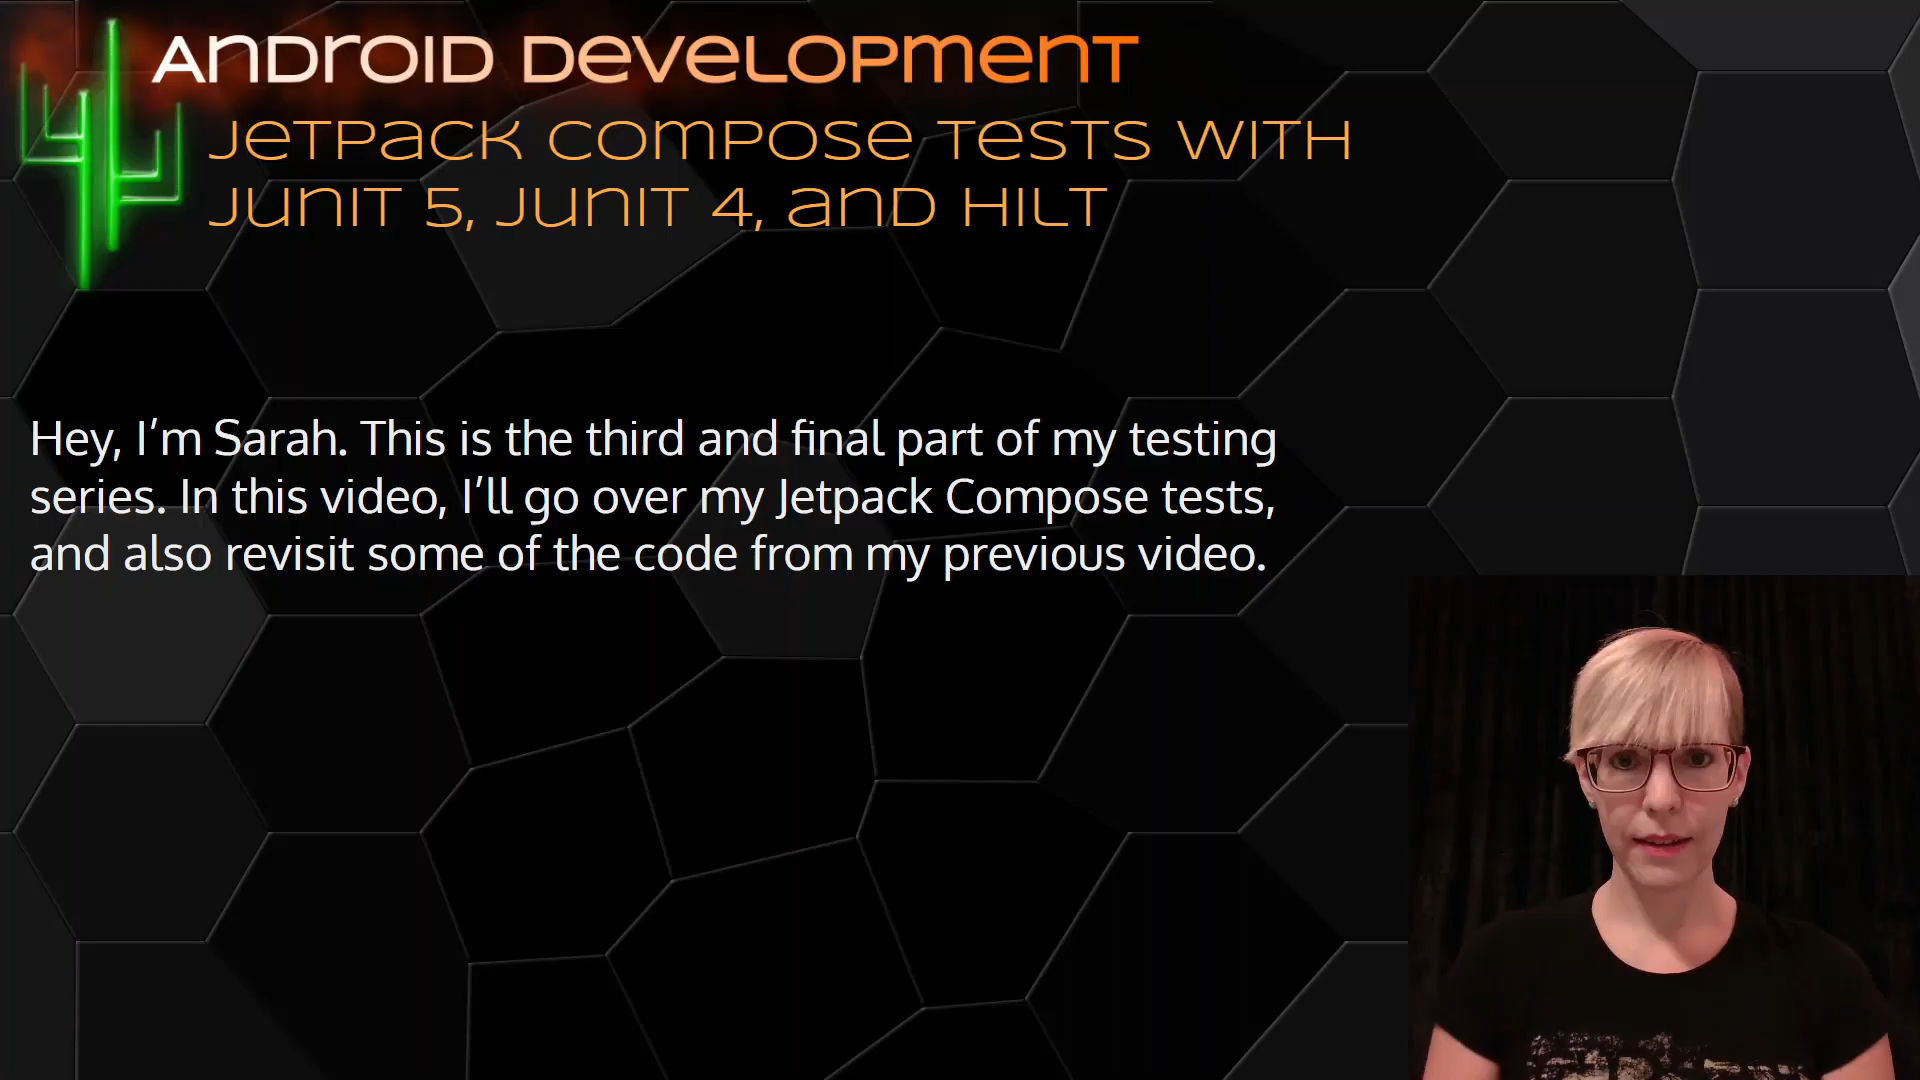 Android Development
Jetpack Compose Tests with
JUnit 5, JUnit 4, and Hilt
Hey, I’m Sarah. This is the third and final part of my testing
series. In this video, I’ll go over my Jetpack Compose tests,
and also revisit some of the code from my previous video.